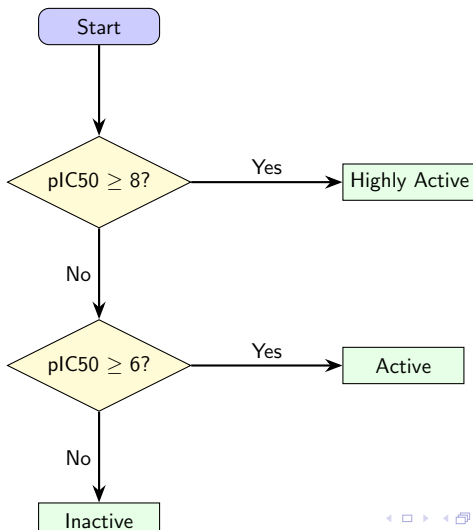 Start
pIC50 ≥ 8?
Yes
Highly Active
No
pIC50 ≥ 6?
Yes
Active
No
Inactive